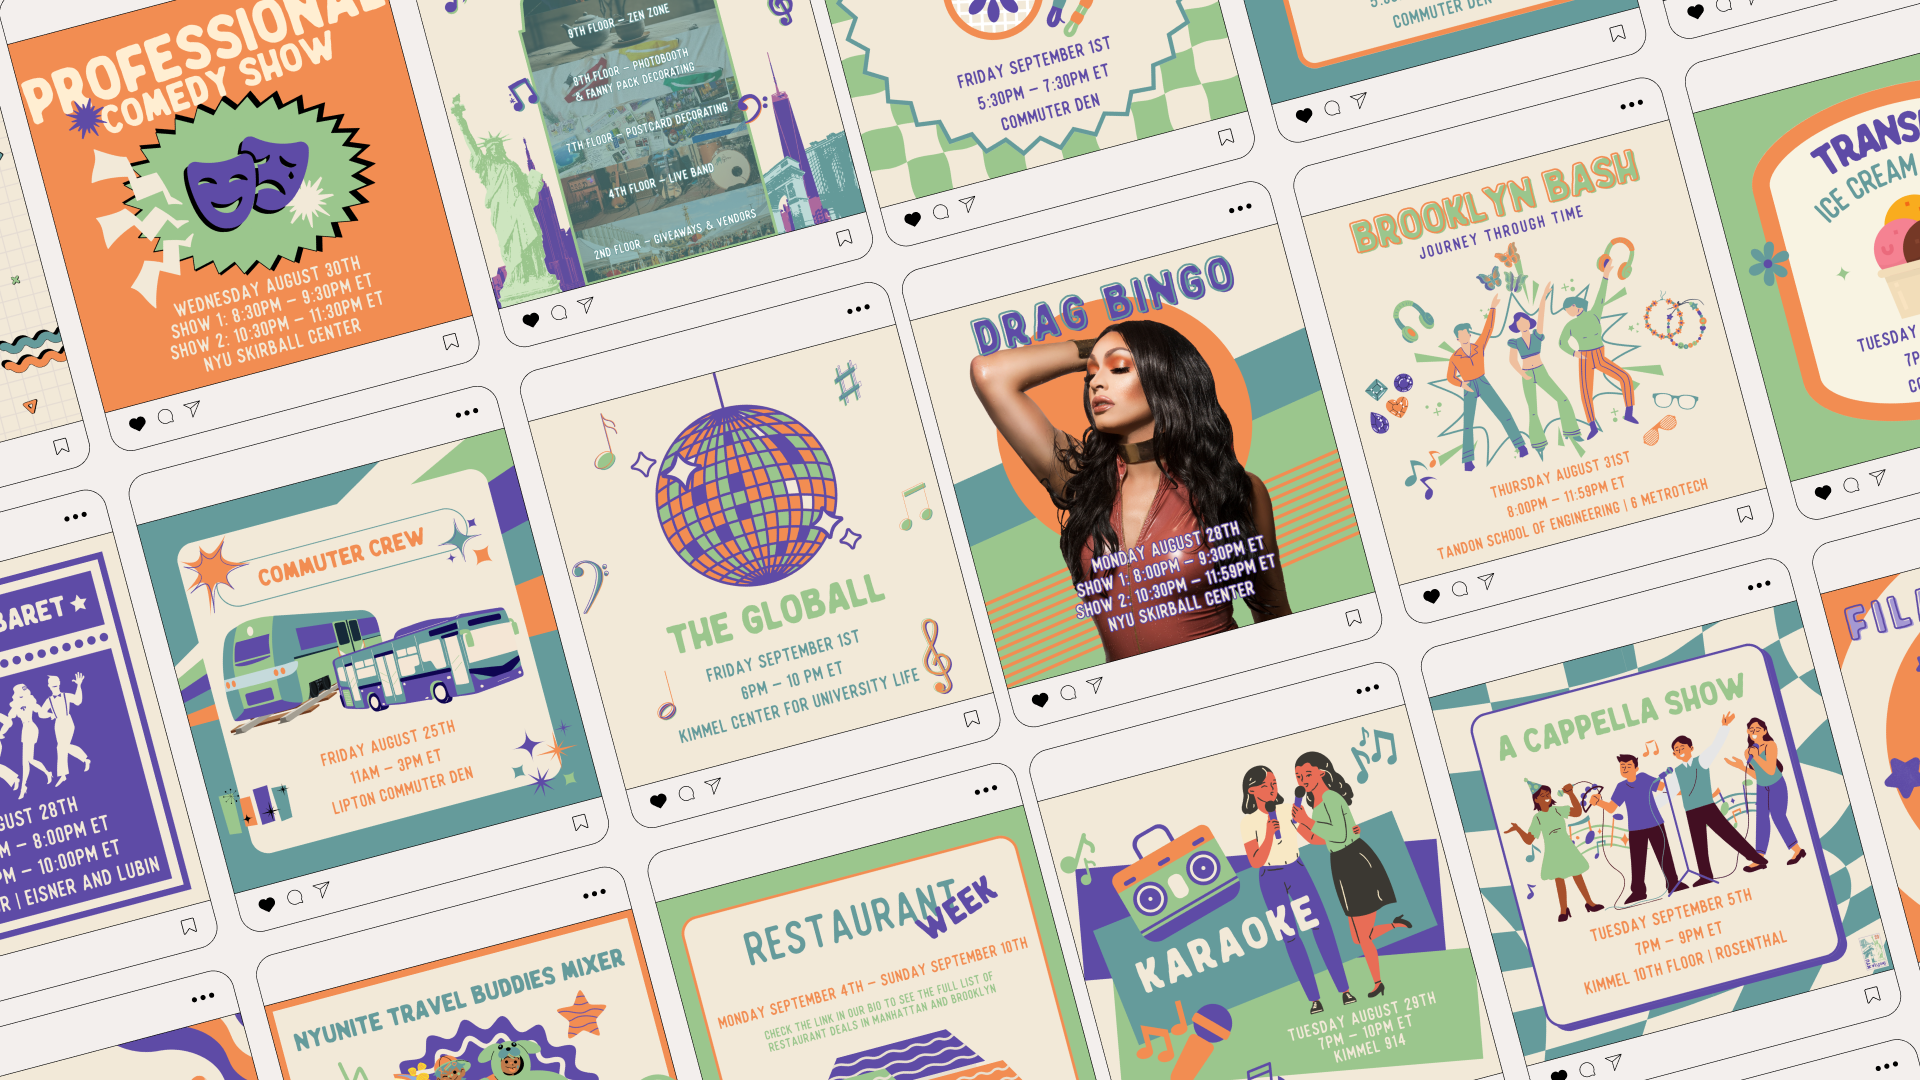 PROFESSIONAL
COMEDY SHOW
WEDNESDAY AUGUST 30TH
SHOW 1: 8:30PM – 9:30PM ET
SHOW 2: 10:30PM – 11:30PM ET
NYU SKIRBALL CENTER
9TH FLOOR – ZEN ZONE
8TH FLOOR – PHOTOBOOTH
& FANNY PACK DECORATING
7TH FLOOR – POSTCARD DECORATING
4TH FLOOR – LIVE BAND
2ND FLOOR – GIVEAWAYS & VENDORS
FRIDAY SEPTEMBER 1ST
5:30PM – 7:30PM ET
COMMUTER DEN
COMMUTER DEN
BROOKLYN BASH
JOURNEY THROUGH TIME
THURSDAY AUGUST 31ST
8:00PM – 11:59PM ET
TANDON SCHOOL OF ENGINEERING | 6 METROTECH
TRANS
ICE CREAM
TUESDAY
7P
CO
DRAG BINGO
MONDAY AUGUST 28TH
SHOW 1: 8:00PM – 9:30PM ET
SHOW 2: 10:30PM – 11:59PM ET
NYU SKIRBALL CENTER
THE GLOBALL
FRIDAY SEPTEMBER 1ST
6PM – 10 PM ET
KIMMEL CENTER FOR UNIVERSITY LIFE
COMMUTER CREW
FRIDAY AUGUST 25TH
11AM – 3PM ET
LIPTON COMMUTER DEN
BARET
GUST 28TH
M – 8:00PM ET
PM – 10:00PM ET
R | EISNER AND LUBIN
NYUNITE TRAVEL BUDDIES MIXER
RESTAURANT
WEEK
MONDAY SEPTEMBER 4TH – SUNDAY SEPTEMBER 10TH
CHECK THE LINK IN OUR BIO TO SEE THE FULL LIST OF
RESTAURANT DEALS IN MANHATTAN AND BROOKLYN
KARAOKE
TUESDAY AUGUST 29TH
7PM – 10PM ET
KIMMEL 914
A CAPPELLA SHOW
TUESDAY SEPTEMBER 5TH
7PM – 9PM ET
KIMMEL 10TH FLOOR | ROSENTHAL
FIL